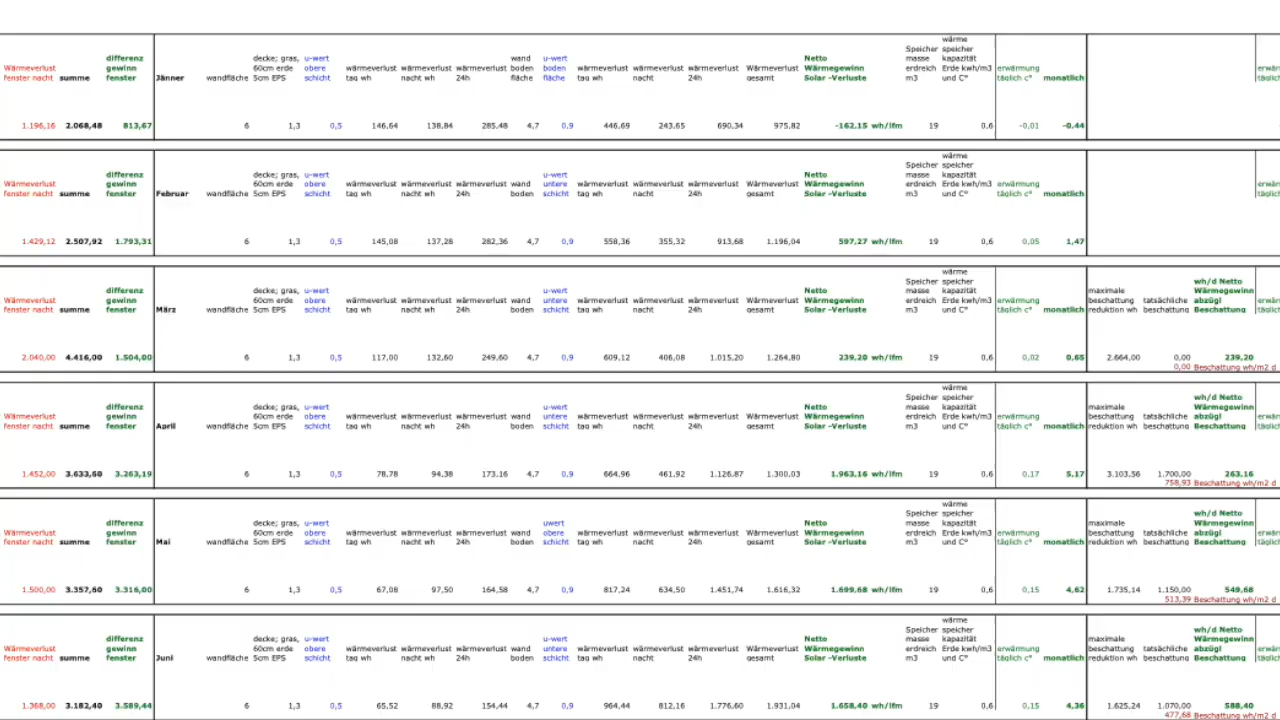 wärme
Speicher speicher
decke; gras, u-wert wand u-wert Netto masse kapazität
differenz
gewinn
Wärmeverlust 60cm erde obere wärmeverlust wärmeverlust wärmeverlust boden boden wärmeverlust wärmeverlust wärmeverlust Wärmeverlust Wärmegewinn erdreich Erde kwh/m3 erwärmung
fenster nacht summe fenster Jänner wandfläche 5cm EPS schicht tag wh nacht wh 24h fläche fläche tag wh nacht 24h gesamt Solar -Verluste m3 und C° täglich c° monatlich
1.196,16 2.068,48 813,67 6 1,3 0,5 146,64 138,84 285,48 4,7 0,9 446,69 243,65 690,34 975,82 -162,15 wh/lfm 19 0,6 -0,01 -0,44
wärme
Speicher speicher
differenz decke; gras, u-wert u-wert Netto masse kapazität
Wärmeverlust gewinn 60cm erde obere wärmeverlust wärmeverlust wärmeverlust wand untere wärmeverlust wärmeverlust wärmeverlust Wärmeverlust Wärmegewinn erdreich Erde kwh/m3 erwärmung
fenster nacht summe fenster Februar wandfläche 5cm EPS schicht tag wh nacht wh 24h boden schicht tag wh nacht 24h gesamt Solar -Verluste m3 und C° täglich c° monatlich
1.429,12 2.507,92 1.793,31 6 1,3 0,5 145,08 137,28 282,36 4,7 0,9 558,36 355,32 913,68 1.196,04 597,27 wh/lfm 19 0,6 0,05 1,47
wärme
Speicher speicher wh/d Netto
differenz decke; gras, u-wert u-wert Netto masse kapazität maximale Wärmegewinn
Wärmeverlust gewinn 60cm erde obere wärmeverlust wärmeverlust wärmeverlust wand untere wärmeverlust wärmeverlust wärmeverlust Wärmeverlust Wärmegewinn erdreich Erde kwh/m3 erwärmung beschattung tatsächliche abzügl
fenster nacht summe fenster März wandfläche 5cm EPS schicht tag wh nacht wh 24h boden schicht tag wh nacht 24h gesamt Solar -Verluste m3 und C° täglich c° monatlich reduktion wh beschattung Beschattung
2.040,00 4.416,00 1.504,00 6 1,3 0,5 117,00 132,60 249,60 4,7 0,9 609,12 406,08 1.015,20 1.264,80 239,20 wh/lfm 19 0,6 0,02 0,65 2.664,00 0,00 239,20
0,00 Beschattung wh/m2 d
wärme
Speicher speicher wh/d Netto
differenz decke; gras, u-wert u-wert Netto masse kapazität maximale Wärmegewinn
Wärmeverlust gewinn 60cm erde obere wärmeverlust wärmeverlust wärmeverlust wand untere wärmeverlust wärmeverlust wärmeverlust Wärmeverlust Wärmegewinn erdreich Erde kwh/m3 erwärmung beschattung tatsächliche abzügl
fenster nacht summe fenster April wandfläche 5cm EPS schicht tag wh nacht wh 24h boden schicht tag wh nacht 24h gesamt Solar -Verluste m3 und C° täglich c° monatlich reduktion wh beschattung Beschattung
1.452,00 3.633,60 3.263,19 6 1,3 0,5 78,78 94,38 173,16 4,7 0,9 664,96 461,92 1.126,87 1.300,03 1.963,16 wh/lfm 19 0,6 0,17 5,17 3.103,56 1.700,00 263,16
758,93 Beschattung wh/m2 d
wärme
Speicher speicher wh/d Netto
differenz decke; gras, u-wert uwert Netto masse kapazität maximale Wärmegewinn
Wärmeverlust gewinn 60cm erde obere wärmeverlust wärmeverlust wärmeverlust wand obere wärmeverlust wärmeverlust wärmeverlust Wärmeverlust Wärmegewinn erdreich Erde kwh/m3 erwärmung beschattung tatsächliche abzügl
fenster nacht summe fenster Mai wandfläche 5cm EPS schicht tag wh nacht wh 24h boden schicht tag wh nacht 24h gesamt Solar -Verluste m3 und C° täglich c° monatlich reduktion wh beschattung Beschattung
1.500,00 3.357,60 3.316,00 6 1,3 0,5 67,08 97,50 164,58 4,7 0,9 817,24 634,50 1.451,74 1.616,32 1.699,68 wh/lfm 19 0,6 0,15 4,62 1.735,14 1.150,00 549,68
513,39 Beschattung wh/m2 d
wärme
Speicher speicher wh/d Netto
differenz decke; gras, u-wert u-wert Netto masse kapazität maximale Wärmegewinn
Wärmeverlust gewinn 60cm erde obere wärmeverlust wärmeverlust wärmeverlust wand untere wärmeverlust wärmeverlust wärmeverlust Wärmeverlust Wärmegewinn erdreich Erde kwh/m3 erwärmung beschattung tatsächliche abzügl
fenster nacht summe fenster Juni wandfläche 5cm EPS schicht tag wh nacht wh 24h boden schicht tag wh nacht 24h gesamt Solar -Verluste m3 und C° täglich c° monatlich reduktion wh beschattung Beschattung
1.368,00 3.182,40 3.589,44 6 1,3 0,5 65,52 88,92 154,44 4,7 0,9 964,44 812,16 1.776,60 1.931,04 1.658,40 wh/lfm 19 0,6 0,15 4,36 1.625,24 1.070,00 588,40
477,68 Beschattung wh/m2 d